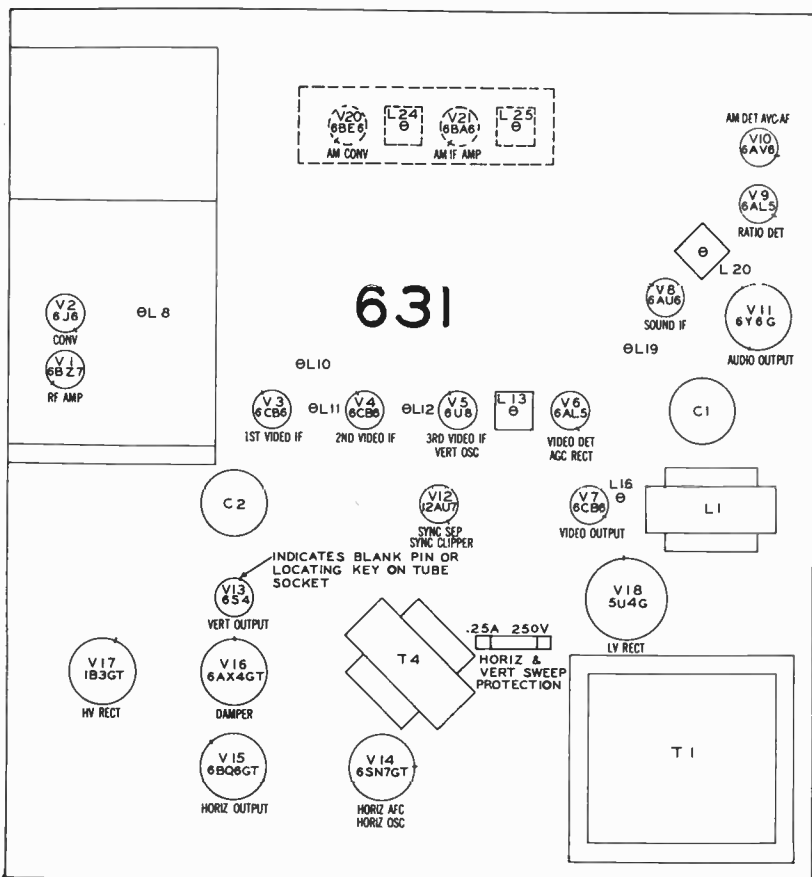 V20
6BE6
AM CONV
L24
V21
6BA6
AM IF AMP
L25
AM DET AVC-AF
V10
6AV6
V9
6AL5
RATIO DET
L20
V2
6J6
CONV
L8
V1
6BZ7
RF AMP
631
V8
6AU6
SOUND IF
V11
6Y6G
AUDIO OUTPUT
L19
L10
V3
6CB6
1ST VIDEO IF
L11
V4
6CB6
2ND VIDEO IF
L12
V5
6U8
3RD VIDEO IF
VERT OSC
L13
V6
6AL5
VIDEO DET
AGC RECT
C1
C2
V12
12AU7
SYNC SEP
SYNC CLIPPER
V7
6CB6
VIDEO OUTPUT
L16
L1
INDICATES BLANK PIN OR
LOCATING KEY ON TUBE
SOCKET
V13
6S4
VERT OUTPUT
V18
5U4G
LV RECT
V17
1B3GT
HV RECT
V16
6AX4GT
DAMPER
T4
.25A 250V
HORIZ &
VERT SWEEP
PROTECTION
V15
6BQ6GT
HORIZ OUTPUT
V14
6SN7GT
HORIZ AFC
HORIZ OSC
T1